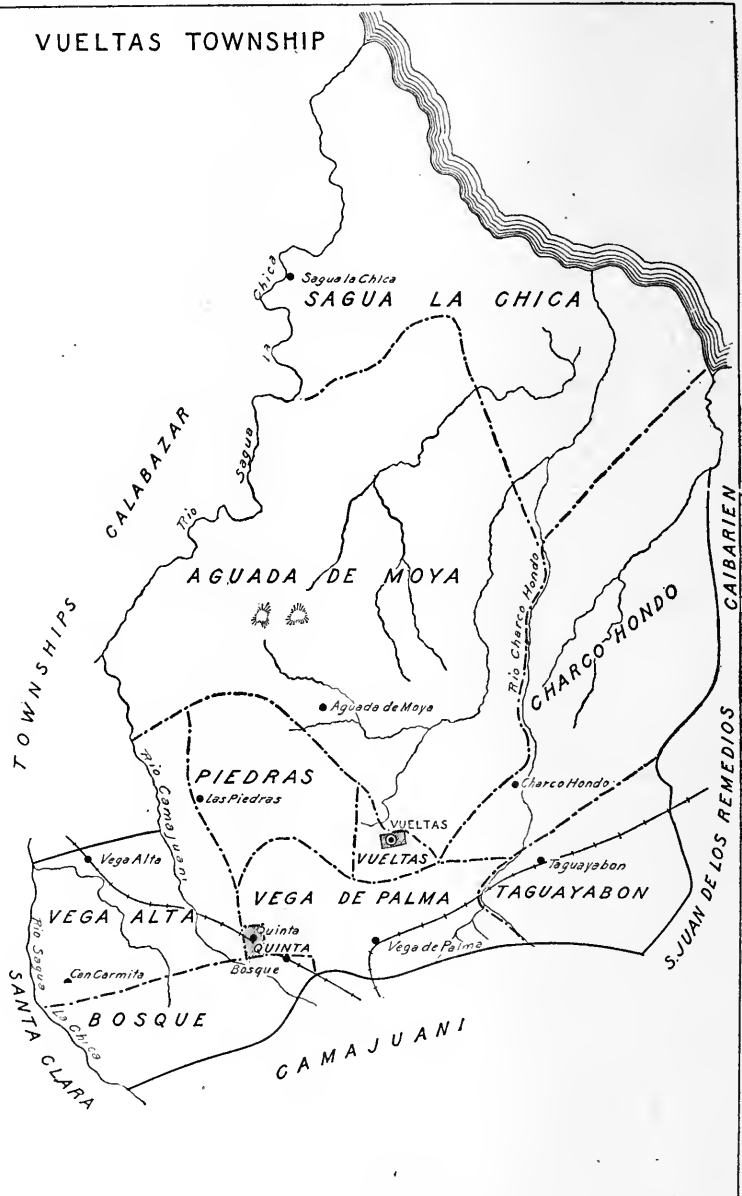 VUELTAS TOWNSHIP
Sagua la Chica
SAGUA LA CHICA
Rio Sagua la Chica
CALABAZAR
TOWNSHIPS
AGUADA DE MOYA
Rio Charco Hondo
CHARCO HONDO
CAIBARIEN
Aguada de Moya
Rio Camajuani
PIEDRAS
Las Piedras
Charco Hondo
VUELTAS
VUELTAS
S. JUAN DE LOS REMEDIOS
Vega Alta
Taguayabon
VEGA DE PALMA
TAGUAYABON
VEGA ALTA
Quinta
QUINTA
Vega de Palma
Bosque
Rio Sagua La Chica
Can Carmita
BOSQUE
SANTA CLARA
CAMAJUANI